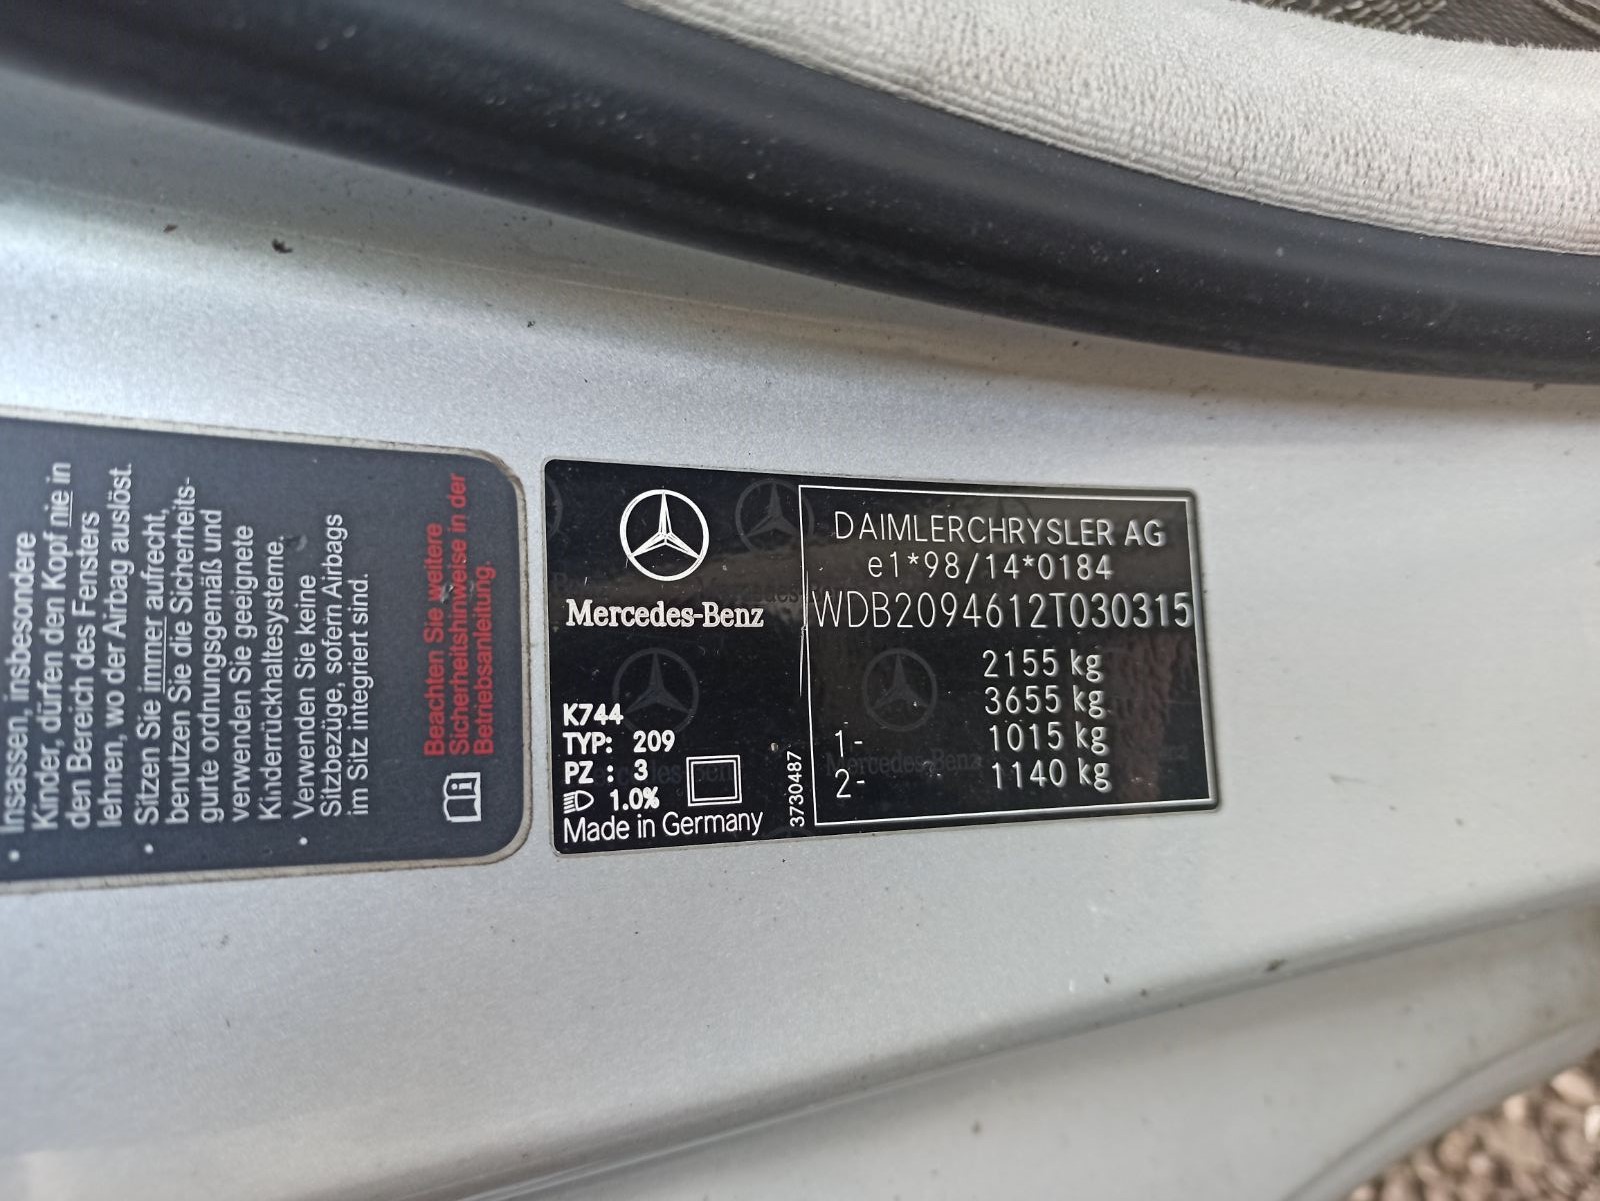 Insassen, insbesondere
Kinder, dürfen den Kopf nie in
den Bereich des Fensters
lehnen, wo der Airbag auslöst.
• Sitzen Sie immer aufrecht,
benutzen Sie die Sicherheits-
gurte ordnungsgemäß und
verwenden Sie geeignete
Kinderrückhaltesysteme.
• Verwenden Sie keine
Sitzbezüge, sofern Airbags
im Sitz integriert sind.
Beachten Sie weitere
Sicherheitshinweise in der
Betriebsanleitung.
Mercedes-Benz
K744
TYP: 209
PZ : 3
1.0%
Made in Germany
3730487
DAIMLERCHRYSLER AG
e1*98/14*0184
WDB2094612T030315
2155 kg
3655 kg
1- 1015 kg
2- 1140 kg